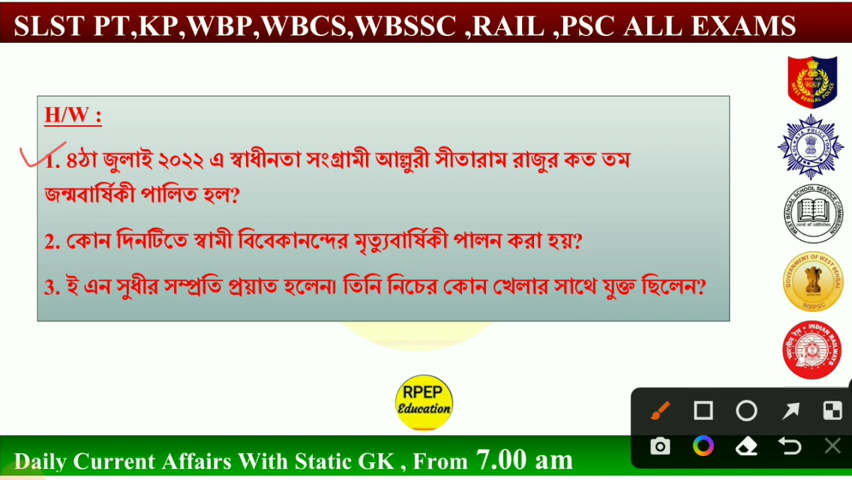 SLST PT,KP,WBP,WBCS,WBSSC ,RAIL ,PSC ALL EXAMS
H/W :
1. ৪ঠা জুলাই ২০২২ এ স্বাধীনতা সংগ্রামী আল্লুরী সীতারাম রাজুর কত তম
জন্মবার্ষিকী পালিত হল?
2. কোন দিনটিতে স্বামী বিবেকানন্দের মৃত্যুবার্ষিকী পালন করা হয়?
3. ই এন সুধীর সম্প্রতি প্রয়াত হলেন। তিনি নিচের কোন খেলার সাথে যুক্ত ছিলেন?
RPEP
Education
Daily Current Affairs With Static GK , From 7.00 am